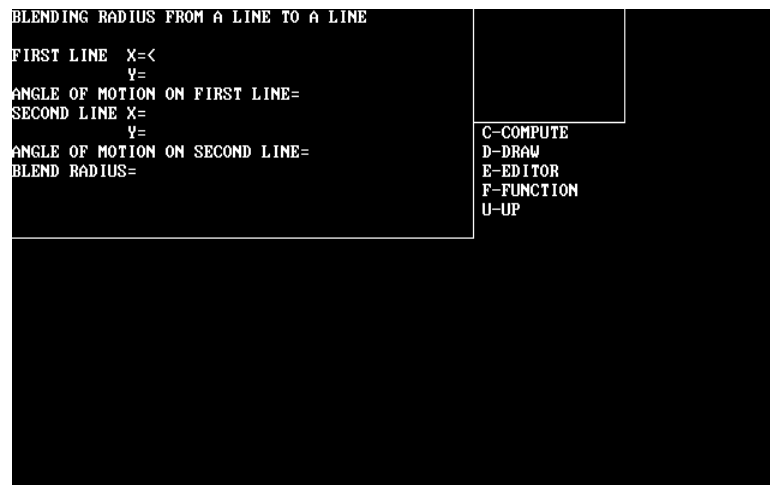 BLENDING RADIUS FROM A LINE TO A LINE
FIRST LINE X=<
Y=
ANGLE OF MOTION ON FIRST LINE=
SECOND LINE X=
Y=
ANGLE OF MOTION ON SECOND LINE=
BLEND RADIUS=
C-COMPUTE
D-DRAW
E-EDITOR
F-FUNCTION
U-UP